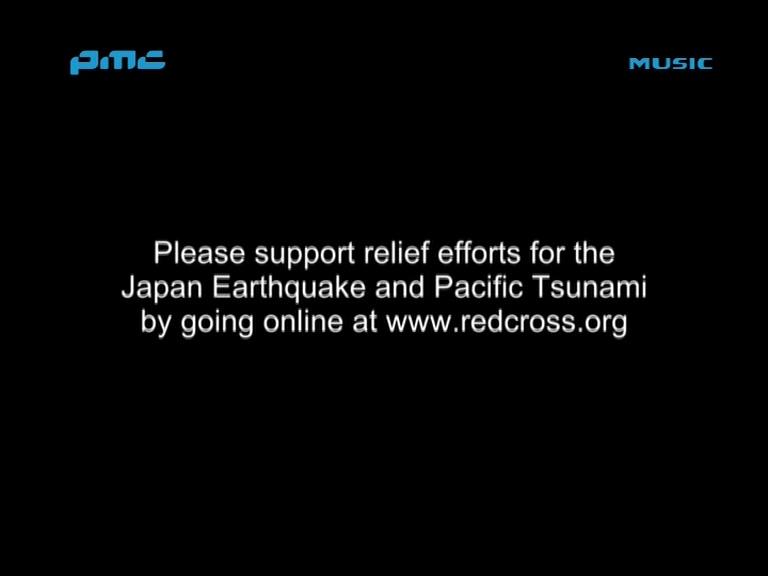 pmc MUSIC
Please support relief efforts for the
Japan Earthquake and Pacific Tsunami
by going online at www.redcross.org